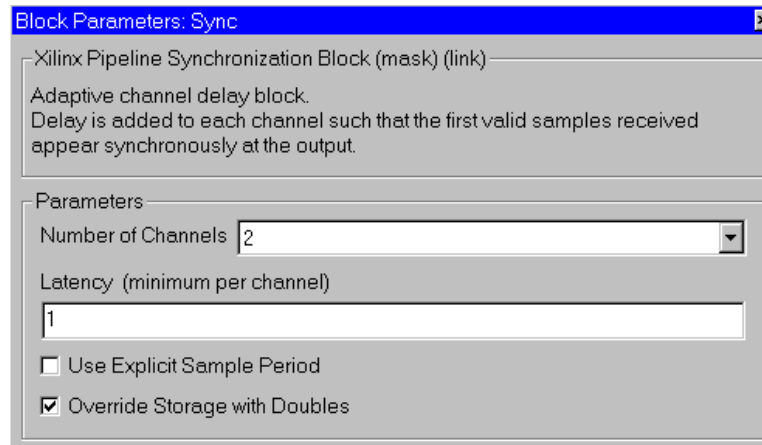 Block Parameters: Sync
Xilinx Pipeline Synchronization Block (mask) (link)
Adaptive channel delay block.
Delay is added to each channel such that the first valid samples received
appear synchronously at the output.
Parameters
Number of Channels 2
Latency (minimum per channel)
1
Use Explicit Sample Period
Override Storage with Doubles